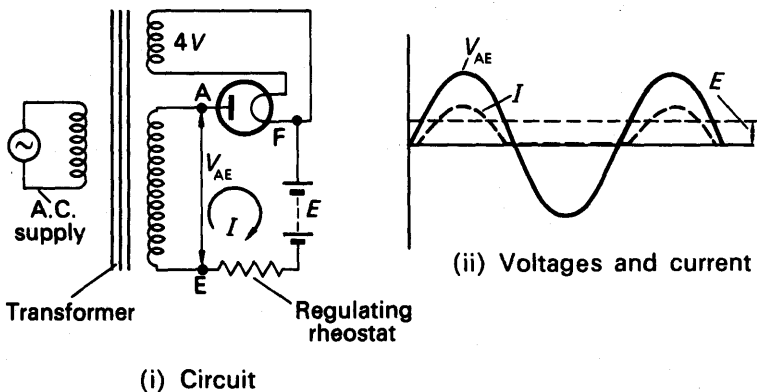 4V
A
F
V_AE
E
I
A.C.
supply
E
Transformer
Regulating
rheostat
(i) Circuit
V_AE
I
E
(ii) Voltages and current